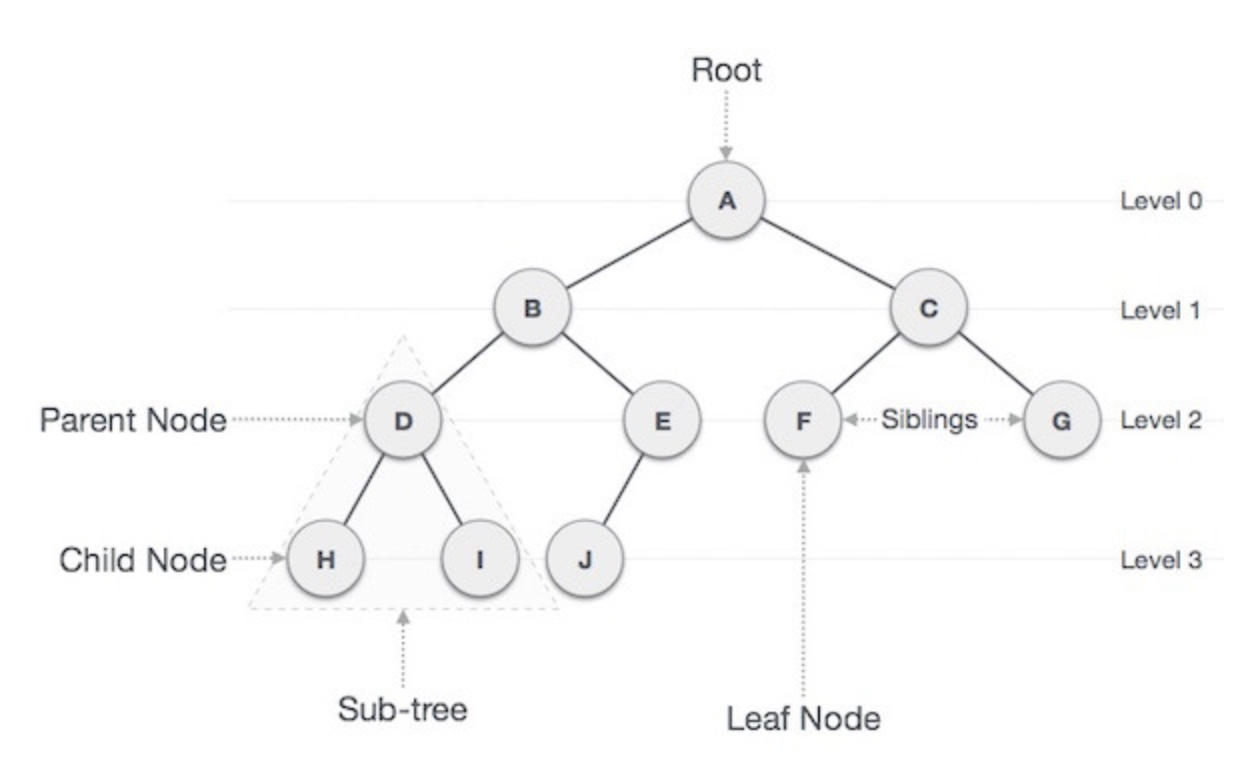 Root
A
Level 0
B
C
Level 1
Parent Node
D
E
F
Siblings
G
Level 2
Child Node
H
I
J
Level 3
Sub-tree
Leaf Node